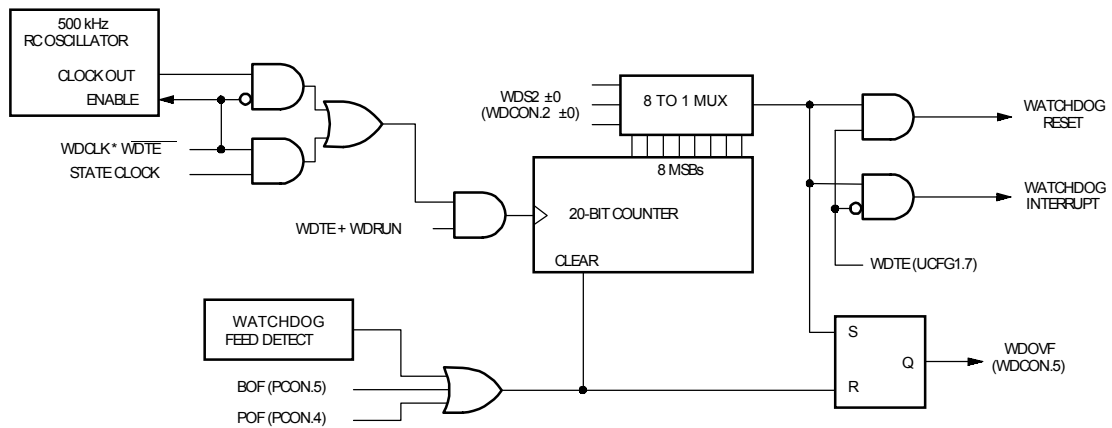 500 kHz
RC OSCILLATOR
CLOCK OUT
ENABLE
WDCLK * W̅D̅T̅E̅
STATE CLOCK
WDTE + WDRUN
WDS2 ±0
(WDCON.2 ±0)
8 TO 1 MUX
8 MSBs
20-BIT COUNTER
CLEAR
WATCHDOG
RESET
WATCHDOG
INTERRUPT
WDTE (UCFG1.7)
WATCHDOG
FEED DETECT
BOF (PCON.5)
POF (PCON.4)
S
Q
R
WDOVF
(WDCON.5)